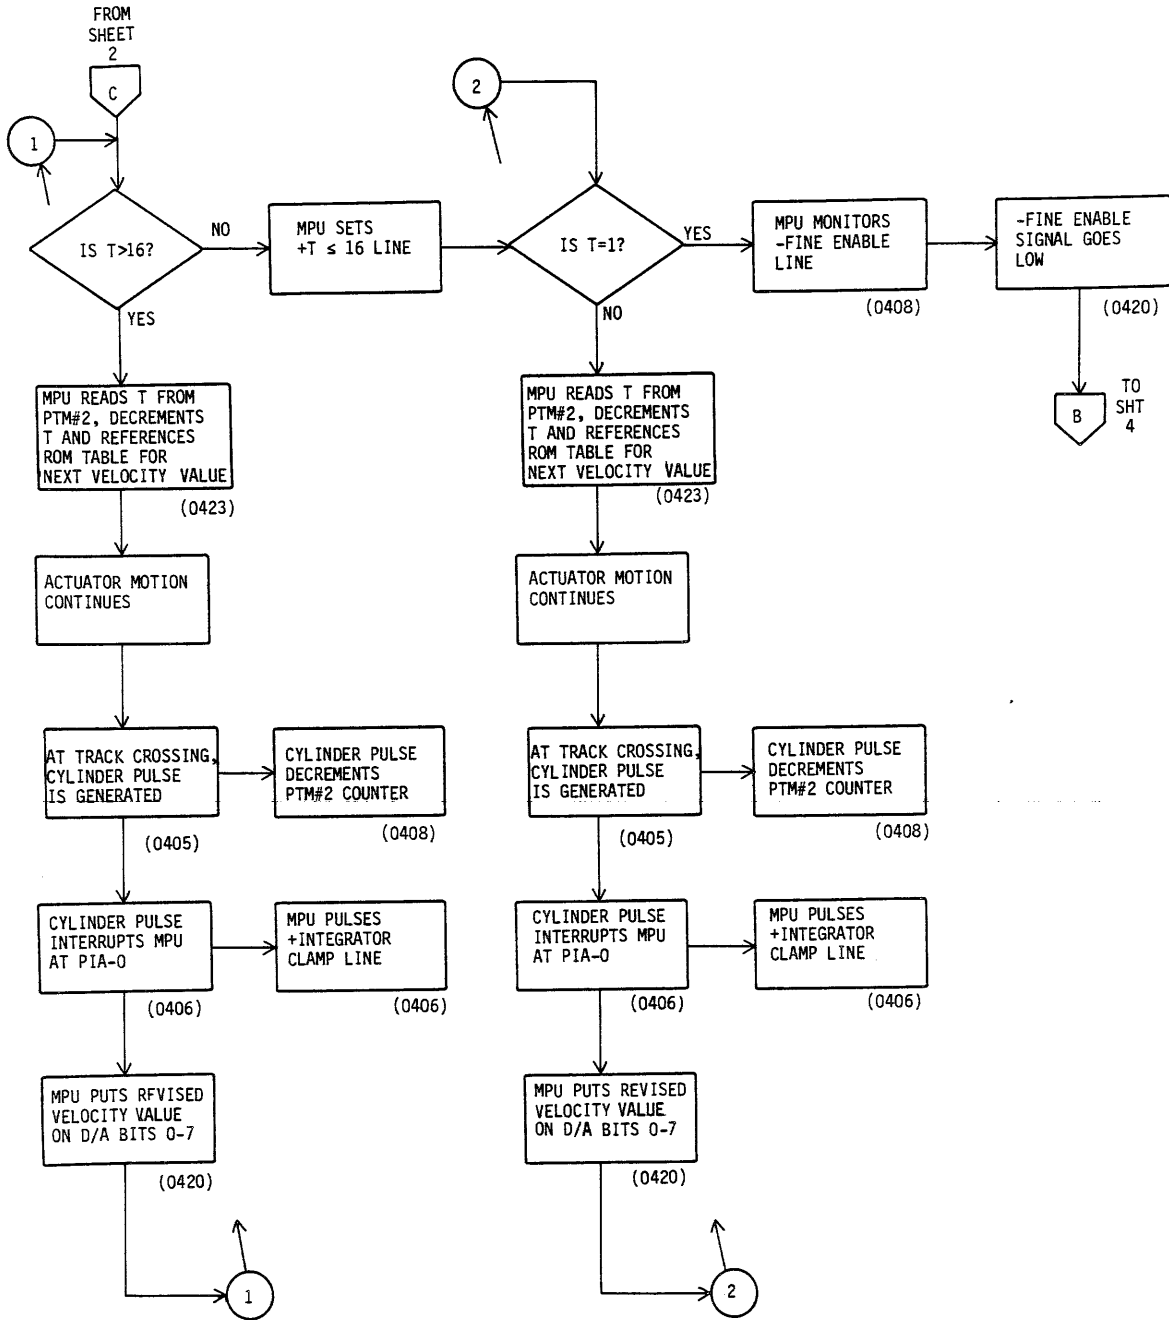 FROM
SHEET
2
C
1
2
IS T>16?
NO
YES
MPU SETS
+T ≤ 16 LINE
IS T=1?
YES
NO
MPU MONITORS
-FINE ENABLE
LINE
(0408)
-FINE ENABLE
SIGNAL GOES
LOW
(0420)
B
TO
SHT
4
MPU READS T FROM
PTM#2, DECREMENTS
T AND REFERENCES
ROM TABLE FOR
NEXT VELOCITY VALUE
(0423)
ACTUATOR MOTION
CONTINUES
AT TRACK CROSSING,
CYLINDER PULSE
IS GENERATED
(0405)
CYLINDER PULSE
DECREMENTS
PTM#2 COUNTER
(0408)
CYLINDER PULSE
INTERRUPTS MPU
AT PIA-0
(0406)
MPU PULSES
+INTEGRATOR
CLAMP LINE
(0406)
MPU PUTS RFVISED
VELOCITY VALUE
ON D/A BITS 0-7
(0420)
1
MPU READS T FROM
PTM#2, DECREMENTS
T AND REFERENCES
ROM TABLE FOR
NEXT VELOCITY VALUE
(0423)
ACTUATOR MOTION
CONTINUES
AT TRACK CROSSING,
CYLINDER PULSE
IS GENERATED
(0405)
CYLINDER PULSE
DECREMENTS
PTM#2 COUNTER
(0408)
CYLINDER PULSE
INTERRUPTS MPU
AT PIA-0
(0406)
MPU PULSES
+INTEGRATOR
CLAMP LINE
(0406)
MPU PUTS REVISED
VELOCITY VALUE
ON D/A BITS 0-7
(0420)
2